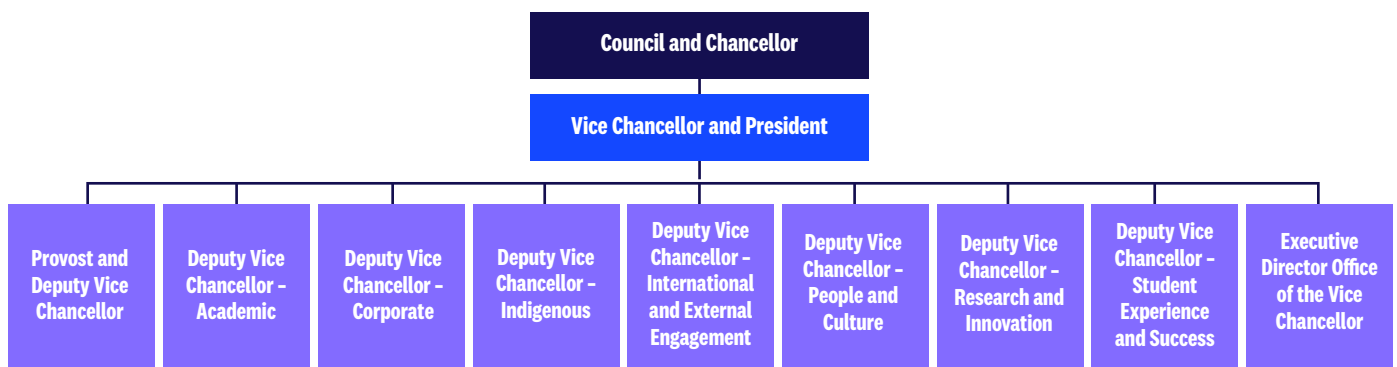 Council and Chancellor
Vice Chancellor and President
Provost and
Deputy Vice
Chancellor
Deputy Vice
Chancellor –
Academic
Deputy Vice
Chancellor –
Corporate
Deputy Vice
Chancellor –
Indigenous
Deputy Vice
Chancellor –
International
and External
Engagement
Deputy Vice
Chancellor –
People and
Culture
Deputy Vice
Chancellor –
Research and
Innovation
Deputy Vice
Chancellor –
Student
Experience
and Success
Executive
Director Office
of the Vice
Chancellor